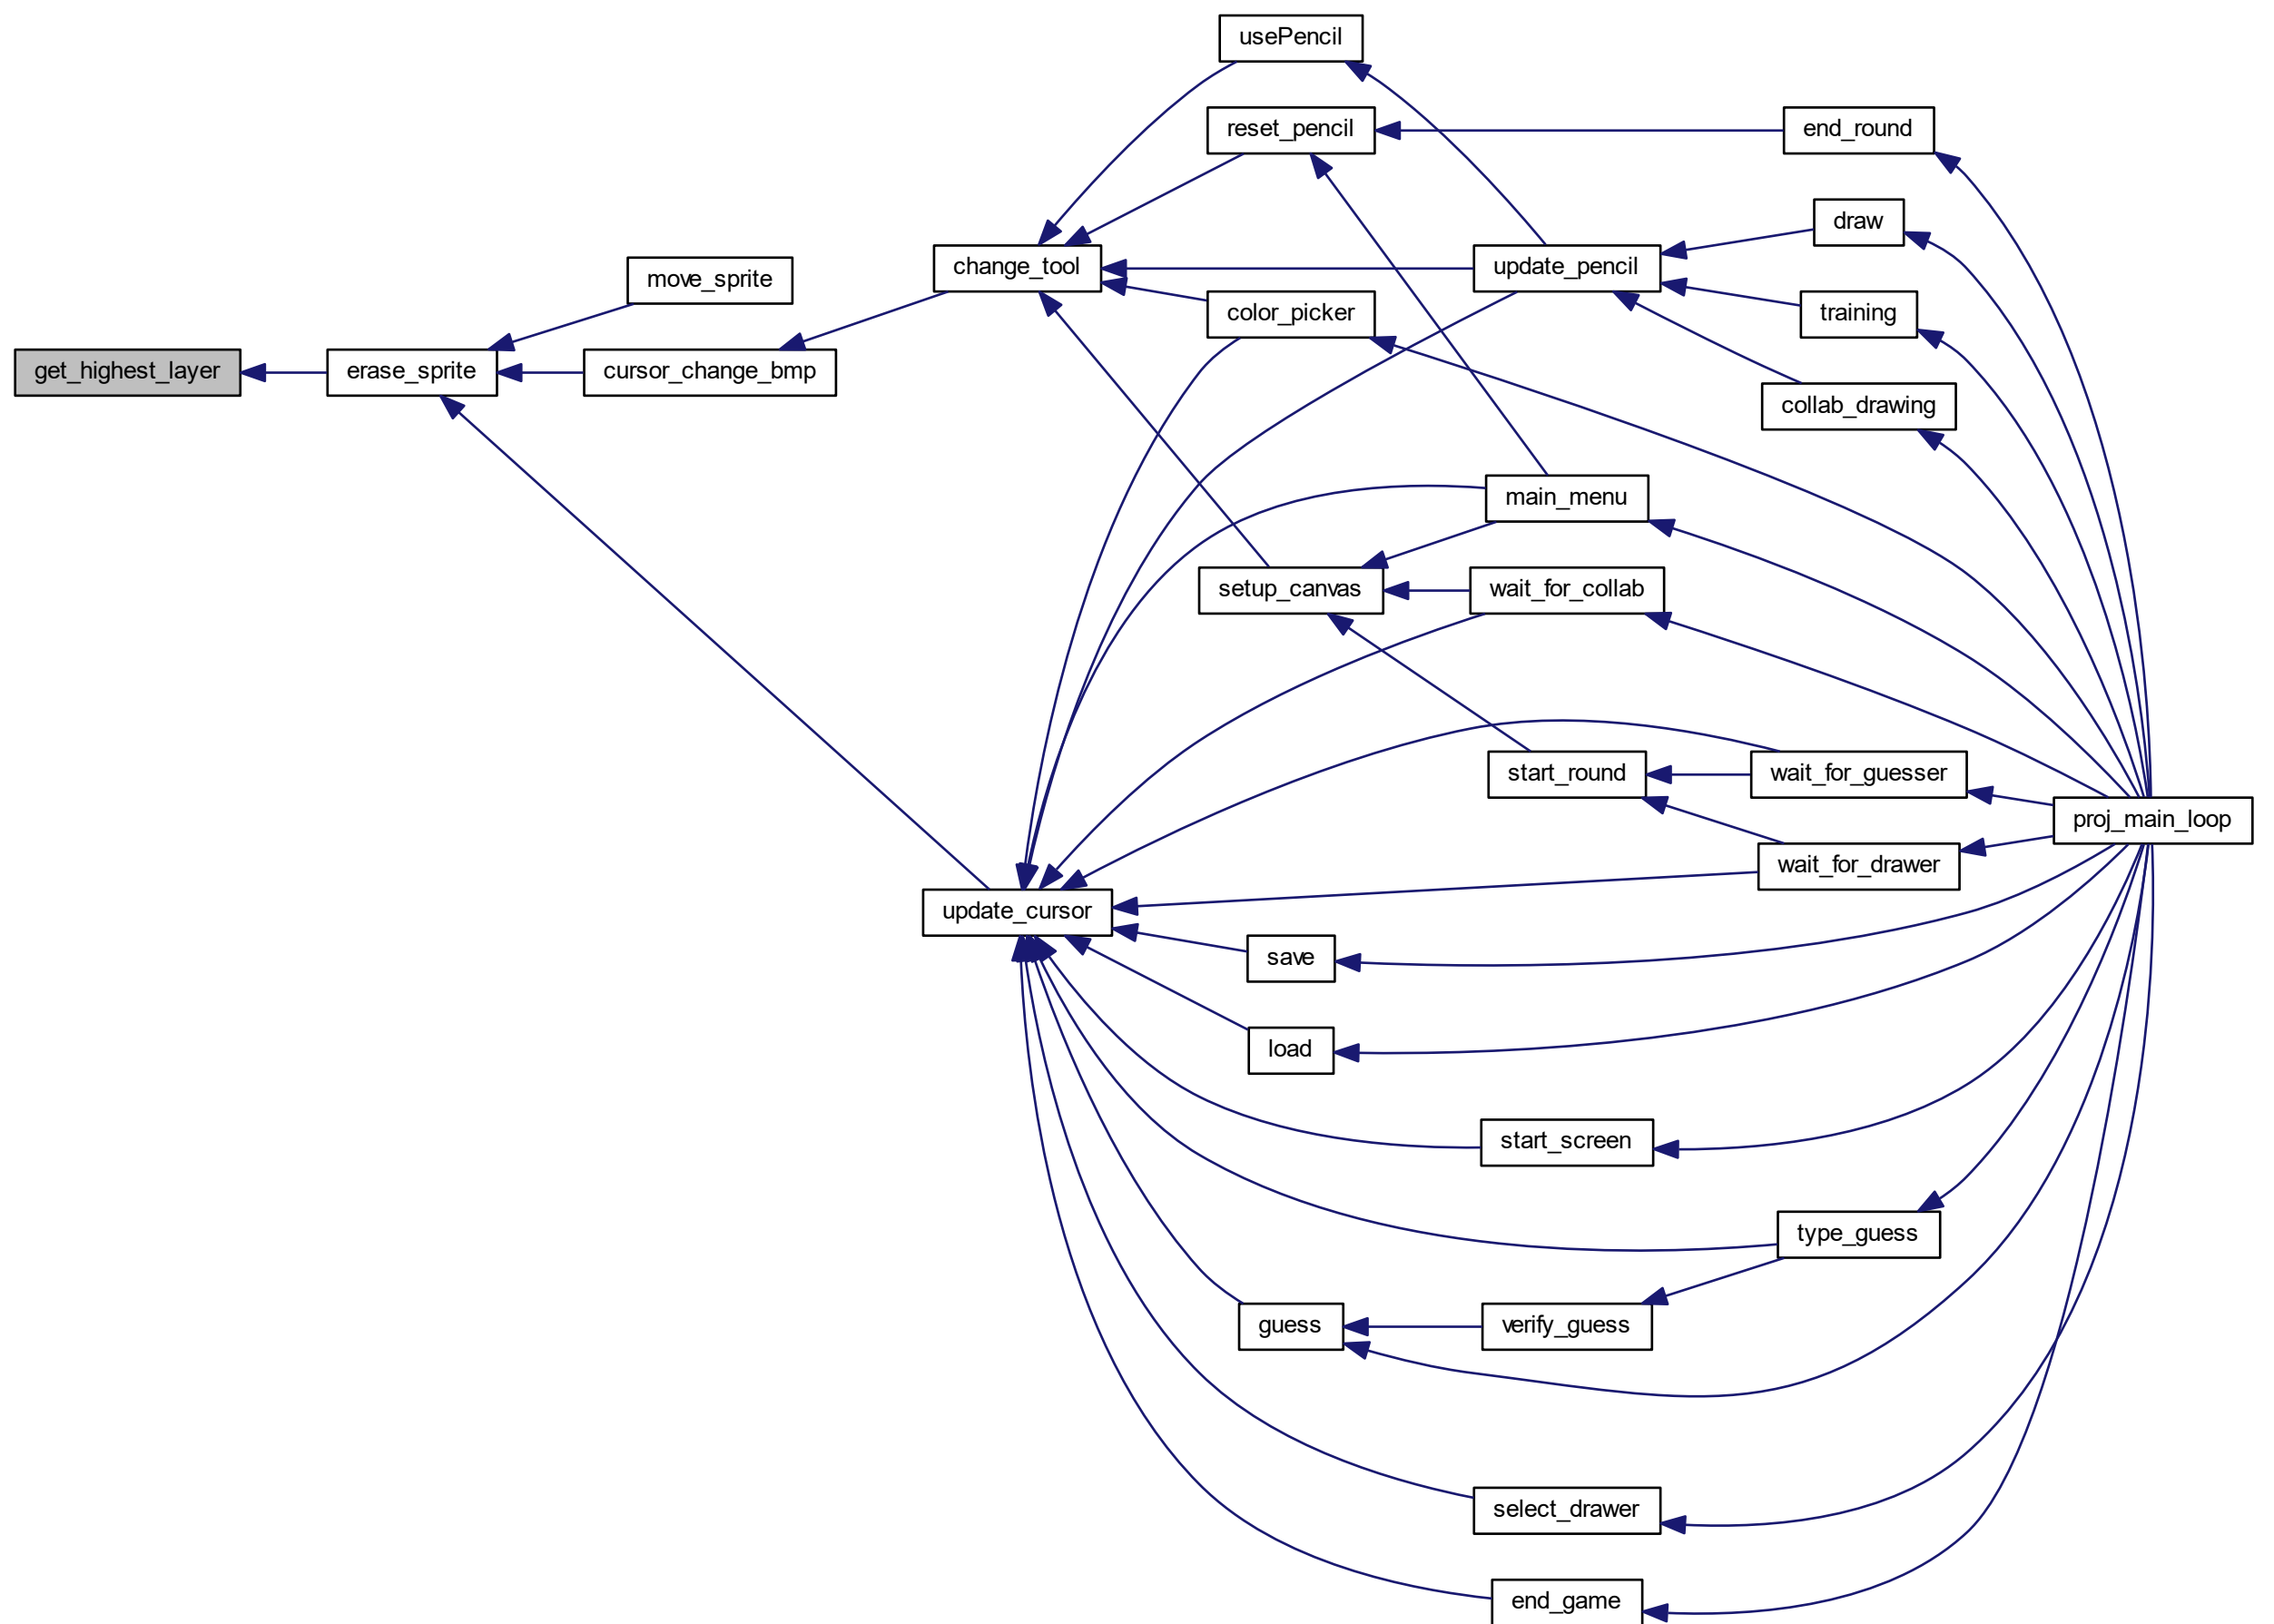 usePencil
reset_pencil
end_round
draw
change_tool
update_pencil
move_sprite
color_picker
training
get_highest_layer
erase_sprite
cursor_change_bmp
collab_drawing
main_menu
setup_canvas
wait_for_collab
start_round
wait_for_guesser
proj_main_loop
wait_for_drawer
update_cursor
save
load
start_screen
type_guess
guess
verify_guess
select_drawer
end_game